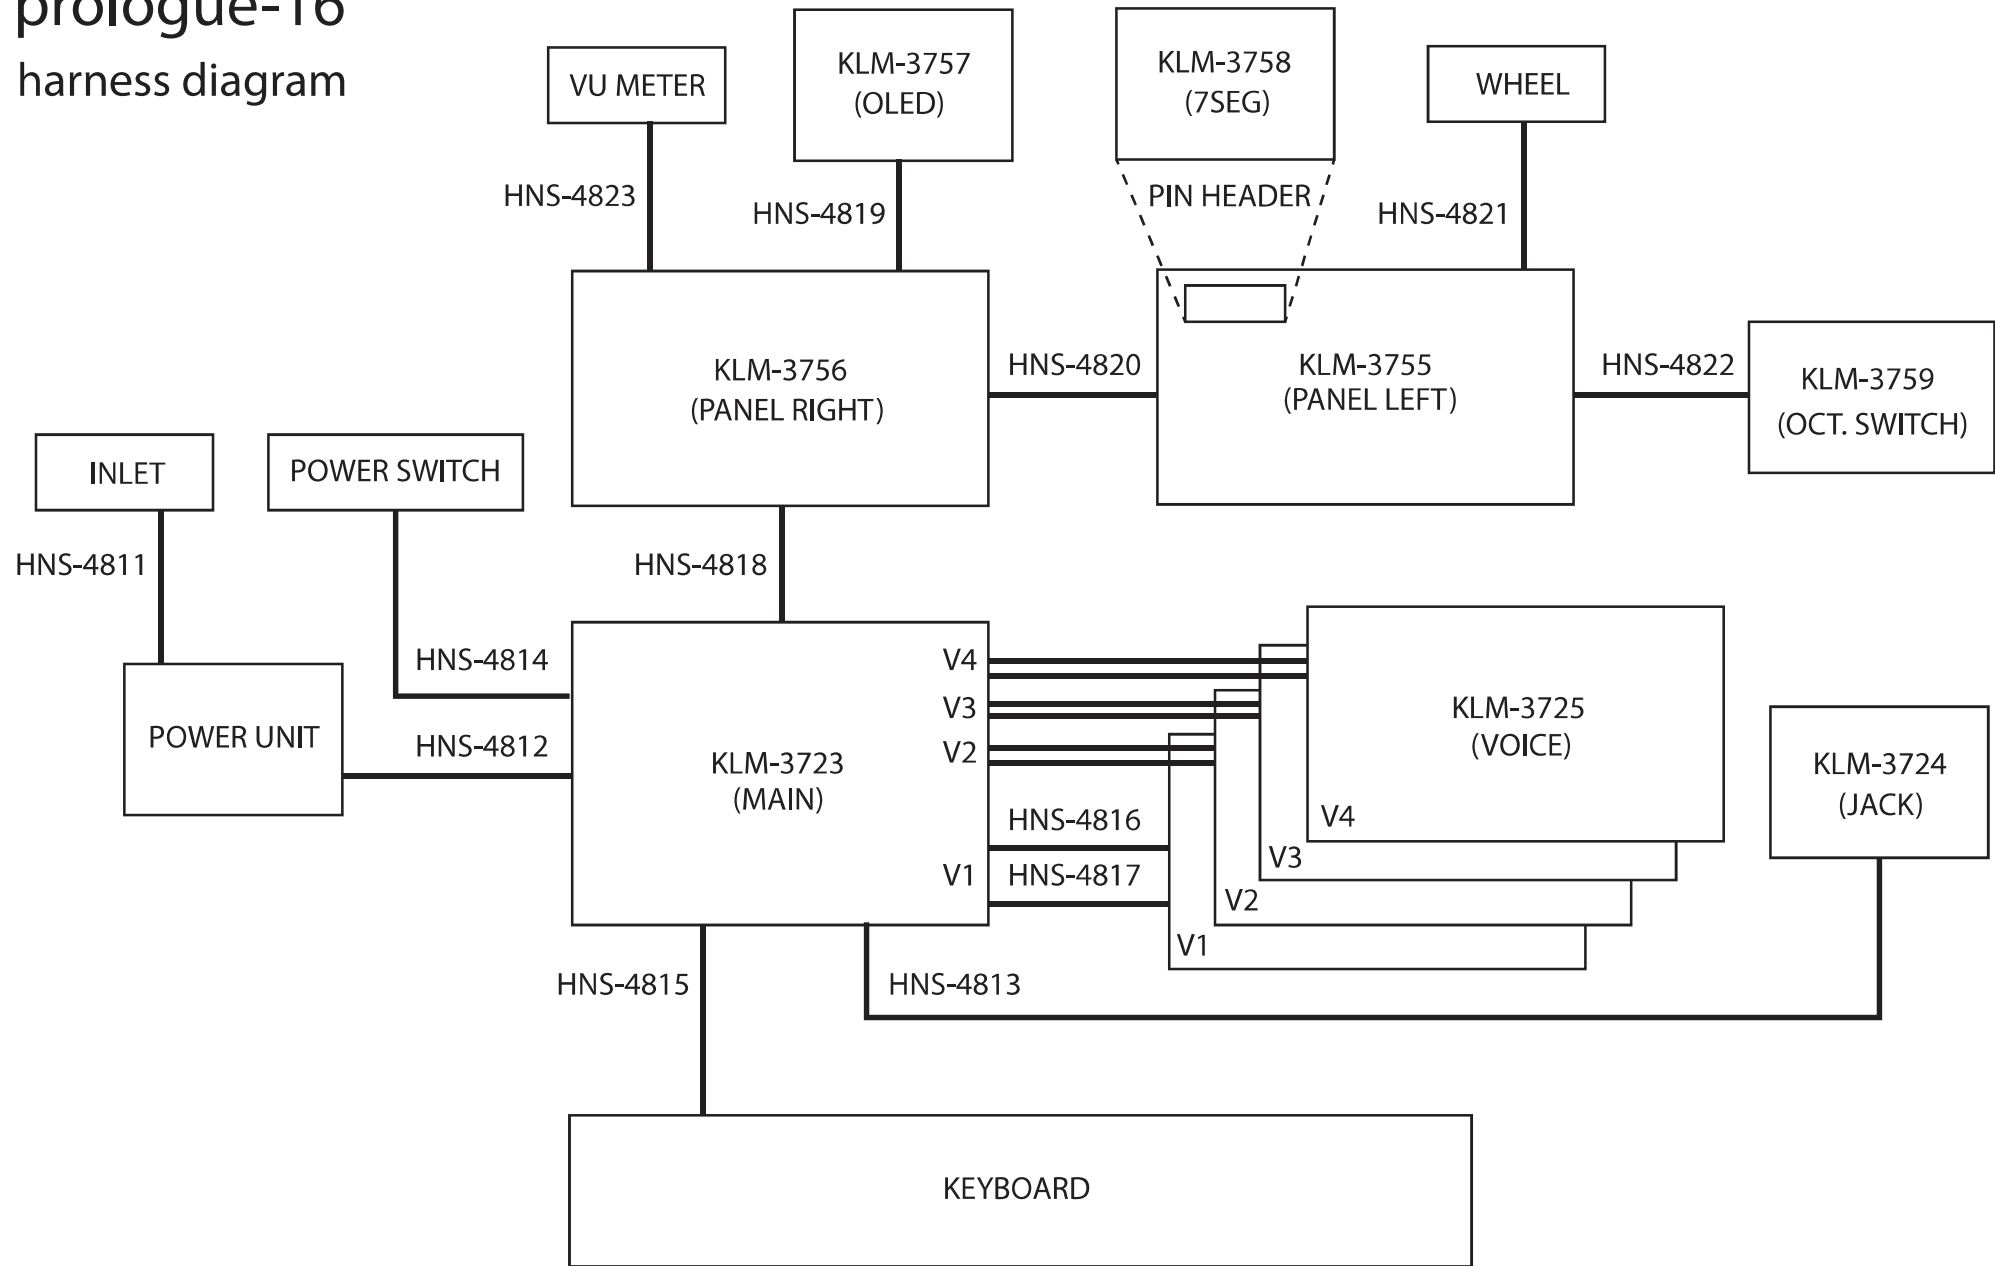 prologue-16
harness diagram
VU METER
KLM-3757
(OLED)
KLM-3758
(7SEG)
WHEEL
HNS-4823
HNS-4819
PIN HEADER
HNS-4821
KLM-3756
(PANEL RIGHT)
HNS-4820
KLM-3755
(PANEL LEFT)
HNS-4822
KLM-3759
(OCT. SWITCH)
INLET
POWER SWITCH
HNS-4811
HNS-4818
HNS-4814
POWER UNIT
HNS-4812
KLM-3723
(MAIN)
V4
V3
V2
V1
HNS-4816
HNS-4817
KLM-3725
(VOICE)
V4
V3
V2
V1
KLM-3724
(JACK)
HNS-4815
HNS-4813
KEYBOARD